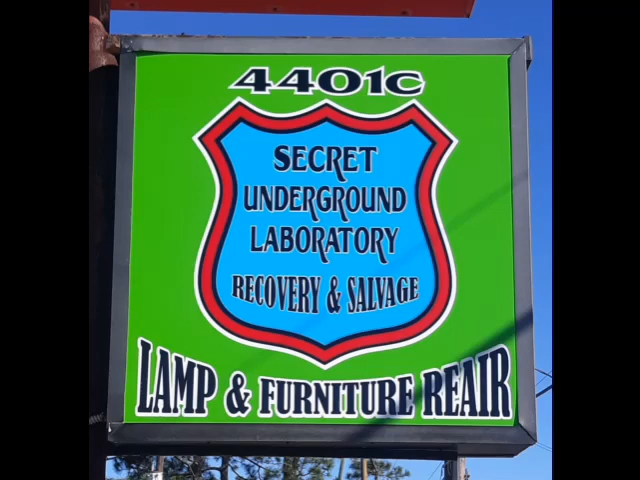 4401C
SECRET
UNDERGROUND
LABORATORY
RECOVERY & SALVAGE
LAMP & FURNITURE REAIR